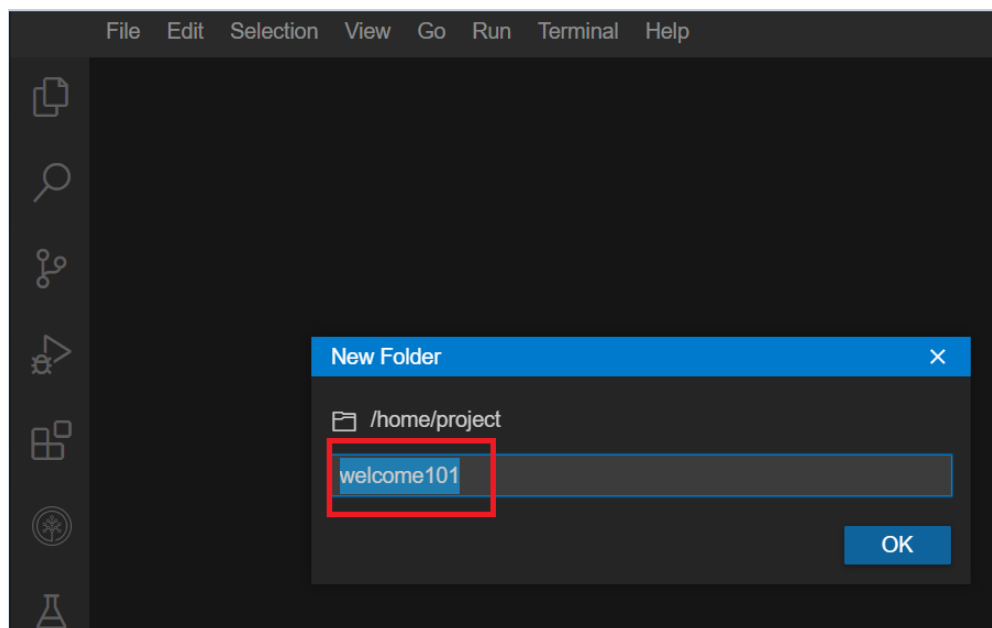 File Edit Selection View Go Run Terminal Help
New Folder
/home/project
welcome101
OK